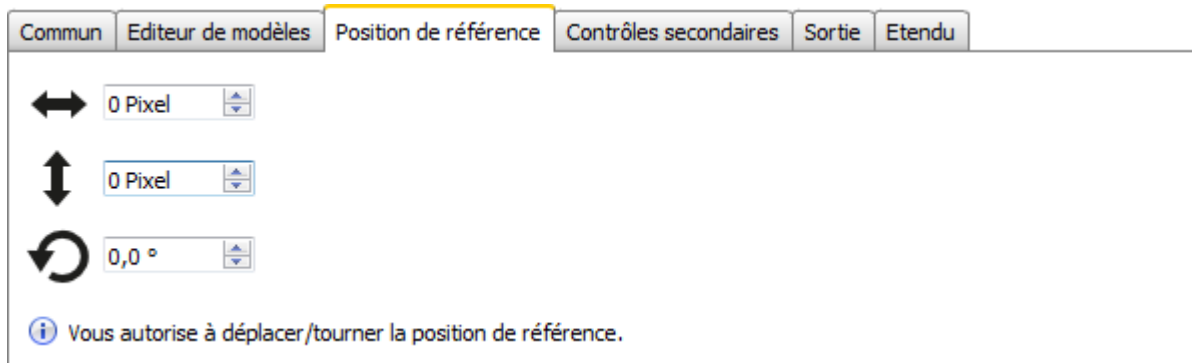 Commun Editeur de modèles Position de référence Contrôles secondaires Sortie Etendu
0 Pixel
0 Pixel
0,0 °
Vous autorise à déplacer/tourner la position de référence.